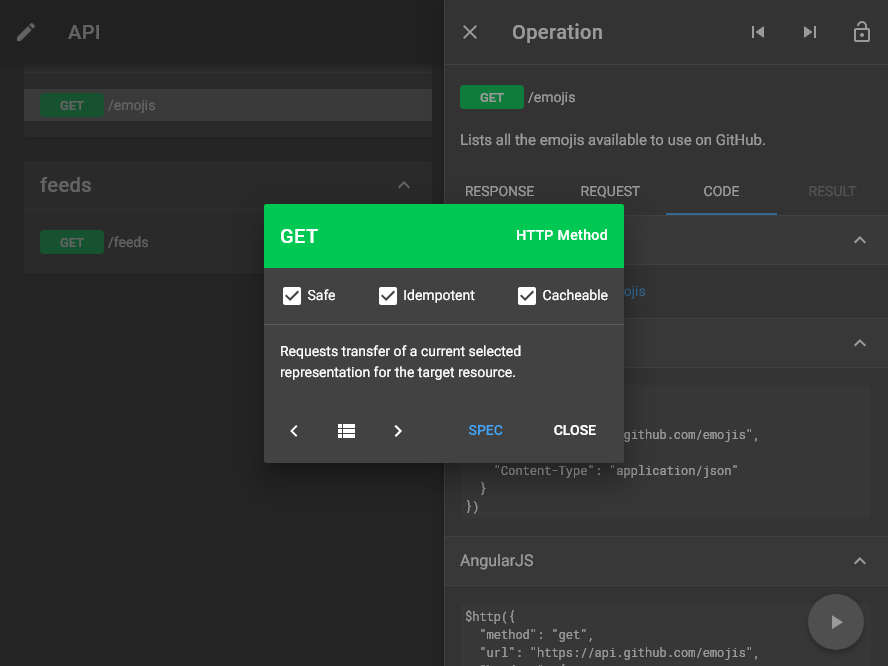 API
Operation
GET /emojis
GET /emojis
Lists all the emojis available to use on GitHub.
feeds
RESPONSE REQUEST CODE RESULT
GET /feeds
GET HTTP Method
Safe Idempotent Cacheable
ojis
Requests transfer of a current selected
representation for the target resource.
SPEC CLOSE
github.com/emojis",
"Content-Type": "application/json"
}
})
AngularJS
$http({
"method": "get",
"url": "https://api.github.com/emojis",